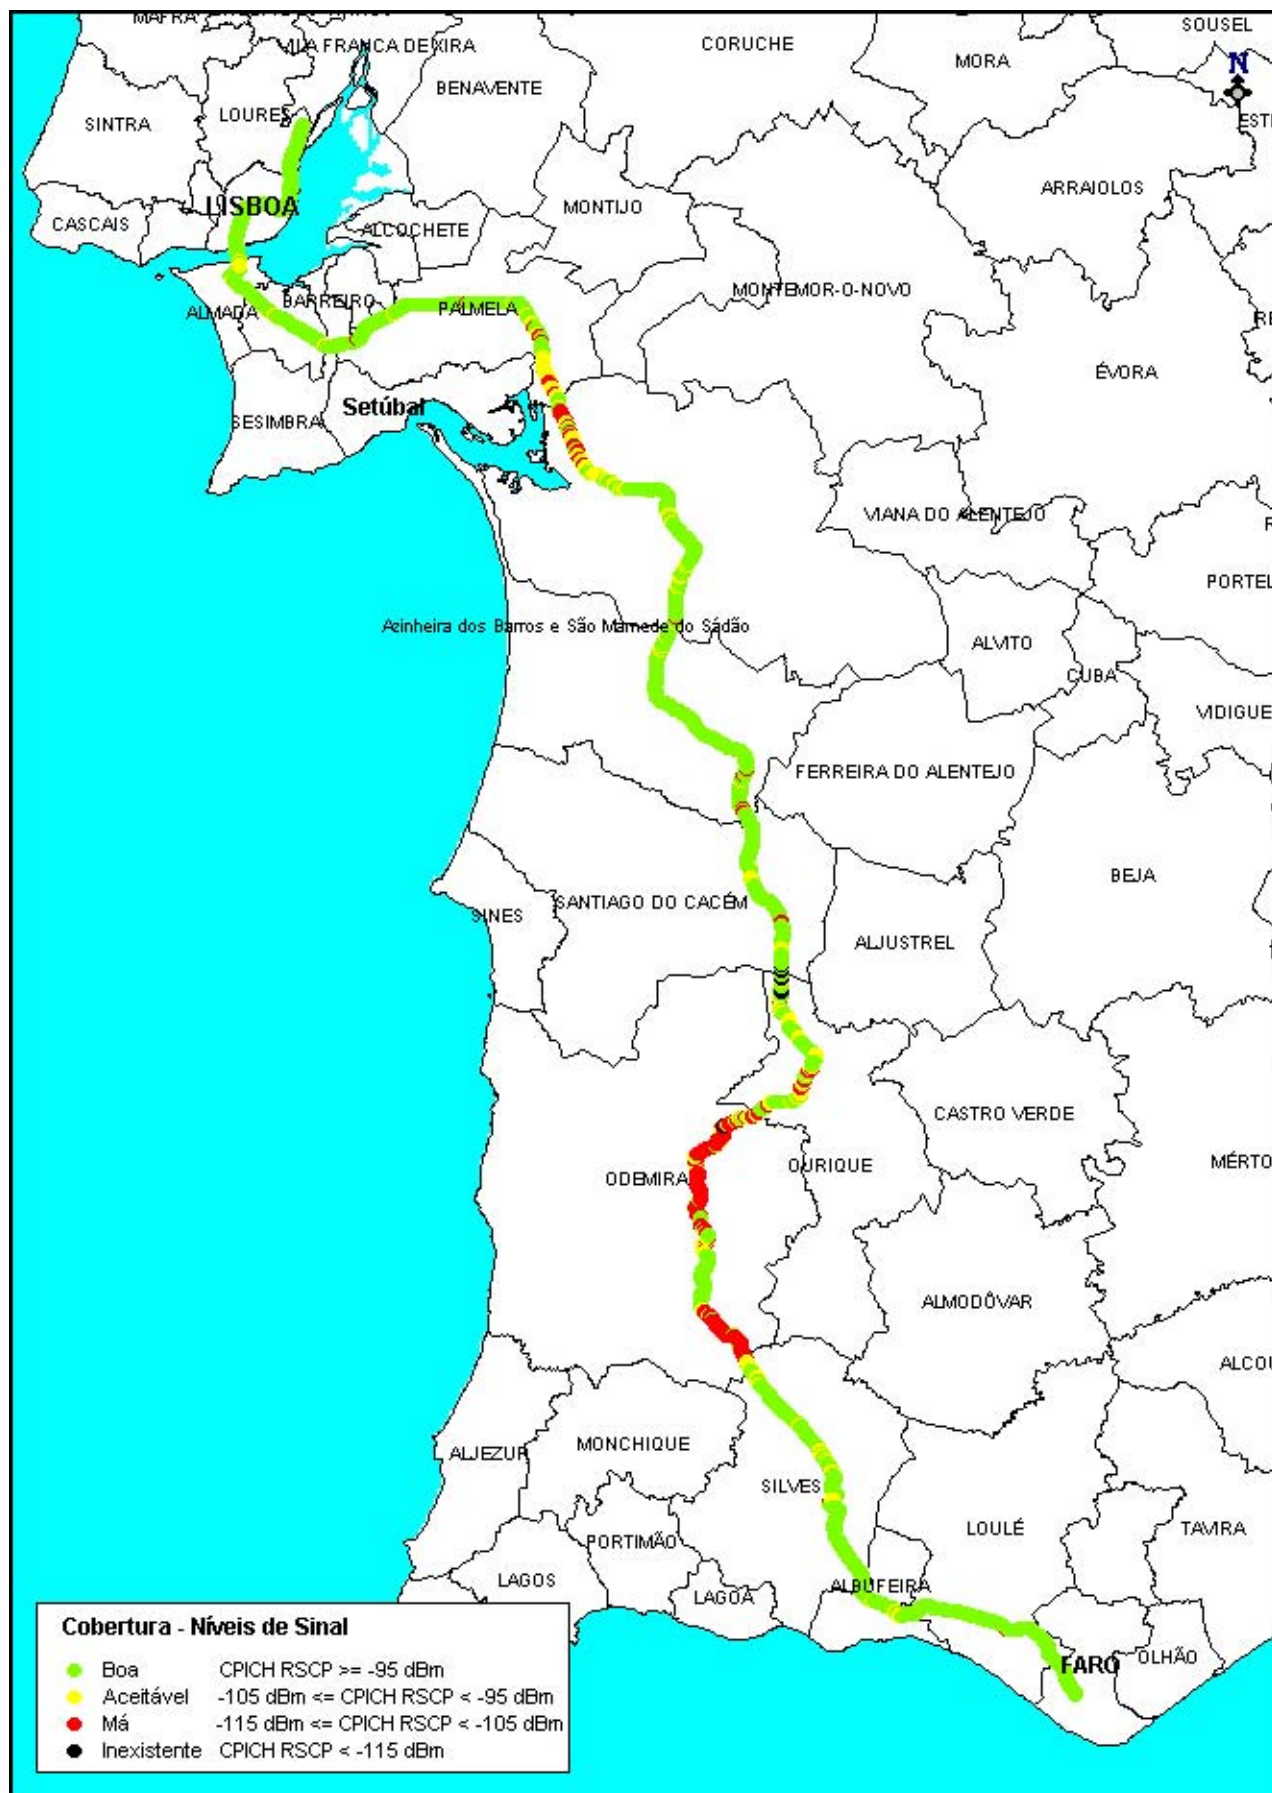 SOUSEL
MAFRA
VILA FRANCA DE XIRA
CORUCHE
MORA
N
BENAVENTE
LOURES
SINTRA
ESTR
ARRAIOLOS
LISBOA
MONTIJO
CASCAIS
ALCOCHETE
MONTEMOR-O-NOVO
BARREIRO
PALMELA
ALMADA
RE
ÉVORA
Setúbal
SESIMBRA
VIANA DO ALENTEJO
R
PORTEL
Azinheira dos Barros e São Mamede do Sádão
ALVITO
CUBA
VIDIGUE
FERREIRA DO ALENTEJO
BEJA
SANTIAGO DO CACÉM
SINES
ALJUSTREL
CASTRO VERDE
OURIQUE
MÉRTO
ODEMIRA
ALMODÔVAR
ALCOU
MONCHIQUE
ALJEZUR
SILVES
LOULÉ
TAVIRA
PORTIMÃO
LAGOS
ALBUFEIRA
LAGOA
OLHÃO
FARO
Cobertura - Níveis de Sinal
Boa CPICH RSCP >= -95 dBm
Aceitável -105 dBm <= CPICH RSCP < -95 dBm
Má -115 dBm <= CPICH RSCP < -105 dBm
Inexistente CPICH RSCP < -115 dBm